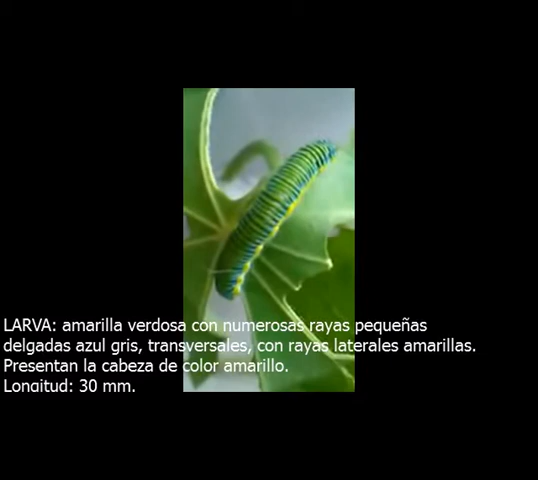 LARVA: amarilla verdosa con numerosas rayas pequeñas
delgadas azul gris, transversales, con rayas laterales amarillas.
Presentan la cabeza de color amarillo.
Longitud: 30 mm.